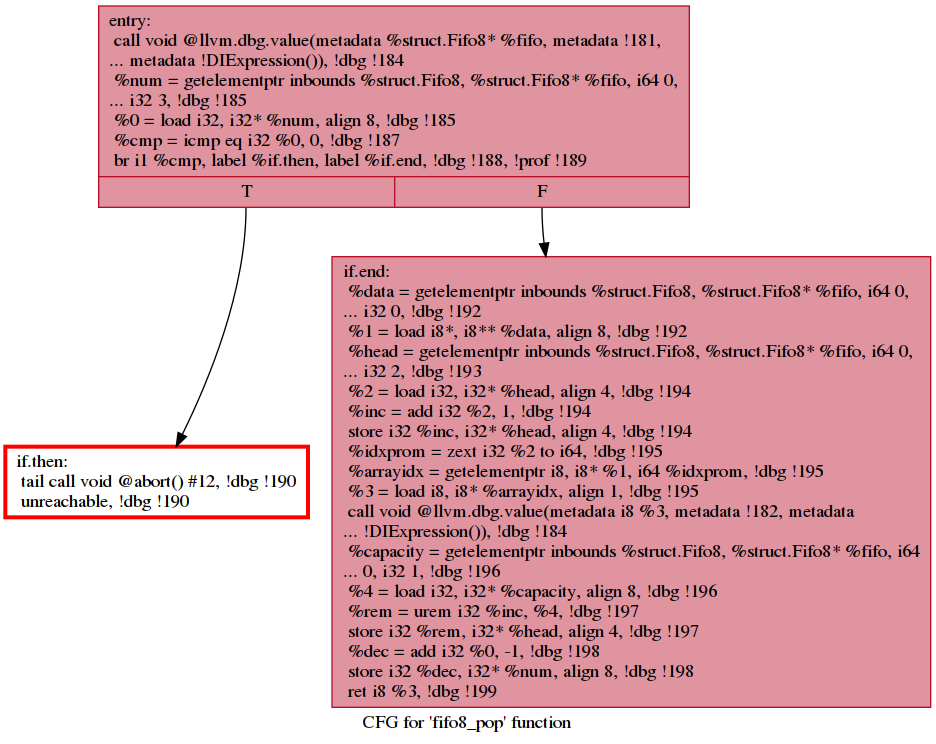 entry:
call void @llvm.dbg.value(metadata %struct.Fifo8* %fifo, metadata !181,
... metadata !DIExpression()), !dbg !184
%num = getelementptr inbounds %struct.Fifo8, %struct.Fifo8* %fifo, i64 0,
... i32 3, !dbg !185
%0 = load i32, i32* %num, align 8, !dbg !185
%cmp = icmp eq i32 %0, 0, !dbg !187
br i1 %cmp, label %if.then, label %if.end, !dbg !188, !prof !189
T
F
if.end:
%data = getelementptr inbounds %struct.Fifo8, %struct.Fifo8* %fifo, i64 0,
... i32 0, !dbg !192
%1 = load i8*, i8** %data, align 8, !dbg !192
%head = getelementptr inbounds %struct.Fifo8, %struct.Fifo8* %fifo, i64 0,
... i32 2, !dbg !193
%2 = load i32, i32* %head, align 4, !dbg !194
%inc = add i32 %2, 1, !dbg !194
store i32 %inc, i32* %head, align 4, !dbg !194
%idxprom = zext i32 %2 to i64, !dbg !195
%arrayidx = getelementptr i8, i8* %1, i64 %idxprom, !dbg !195
%3 = load i8, i8* %arrayidx, align 1, !dbg !195
call void @llvm.dbg.value(metadata i8 %3, metadata !182, metadata
... !DIExpression()), !dbg !184
%capacity = getelementptr inbounds %struct.Fifo8, %struct.Fifo8* %fifo, i64
... 0, i32 1, !dbg !196
%4 = load i32, i32* %capacity, align 8, !dbg !196
%rem = urem i32 %inc, %4, !dbg !197
store i32 %rem, i32* %head, align 4, !dbg !197
%dec = add i32 %0, -1, !dbg !198
store i32 %dec, i32* %num, align 8, !dbg !198
ret i8 %3, !dbg !199
if.then:
tail call void @abort() #12, !dbg !190
unreachable, !dbg !190
CFG for 'fifo8_pop' function